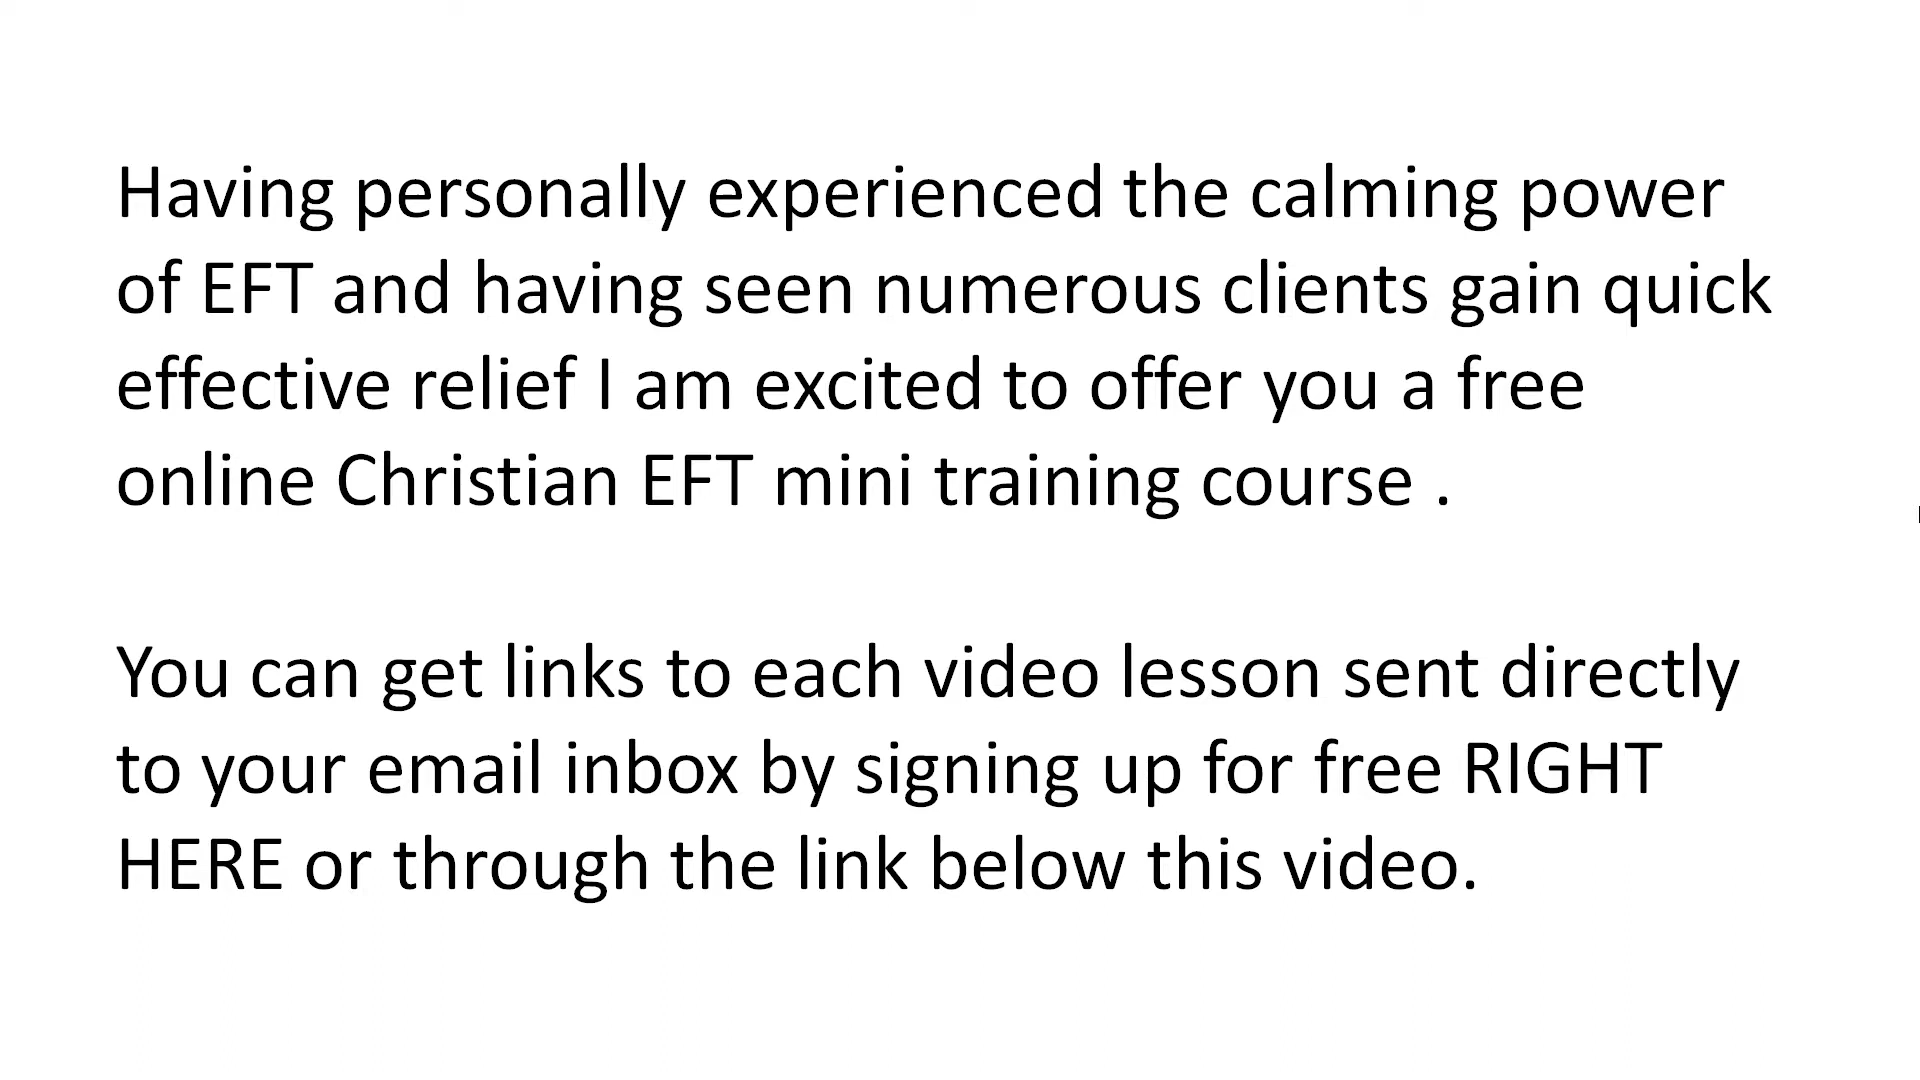 Having personally experienced the calming power
of EFT and having seen numerous clients gain quick
effective relief I am excited to offer you a free
online Christian EFT mini training course .
You can get links to each video lesson sent directly
to your email inbox by signing up for free RIGHT
HERE or through the link below this video.